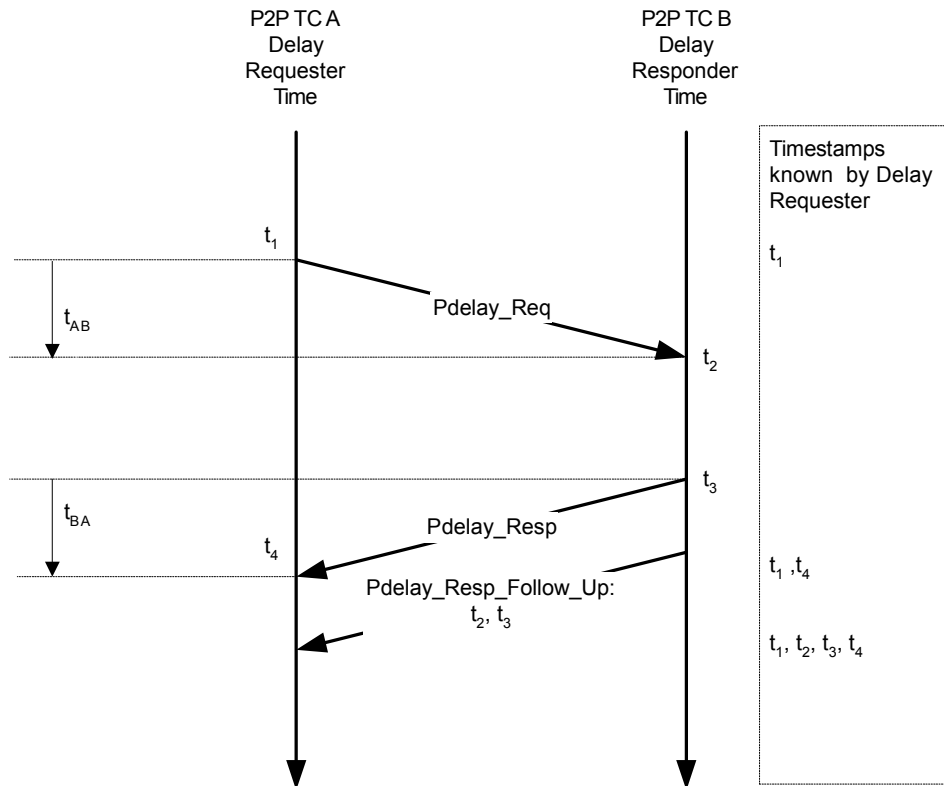 P2P TC A
Delay
Requester
Time
P2P TC B
Delay
Responder
Time
Timestamps
known by Delay
Requester
t1
t1
Pdelay_Req
tAB
t2
t3
tBA
Pdelay_Resp
t4
t1 ,t4
Pdelay_Resp_Follow_Up:
t2, t3
t1, t2, t3, t4